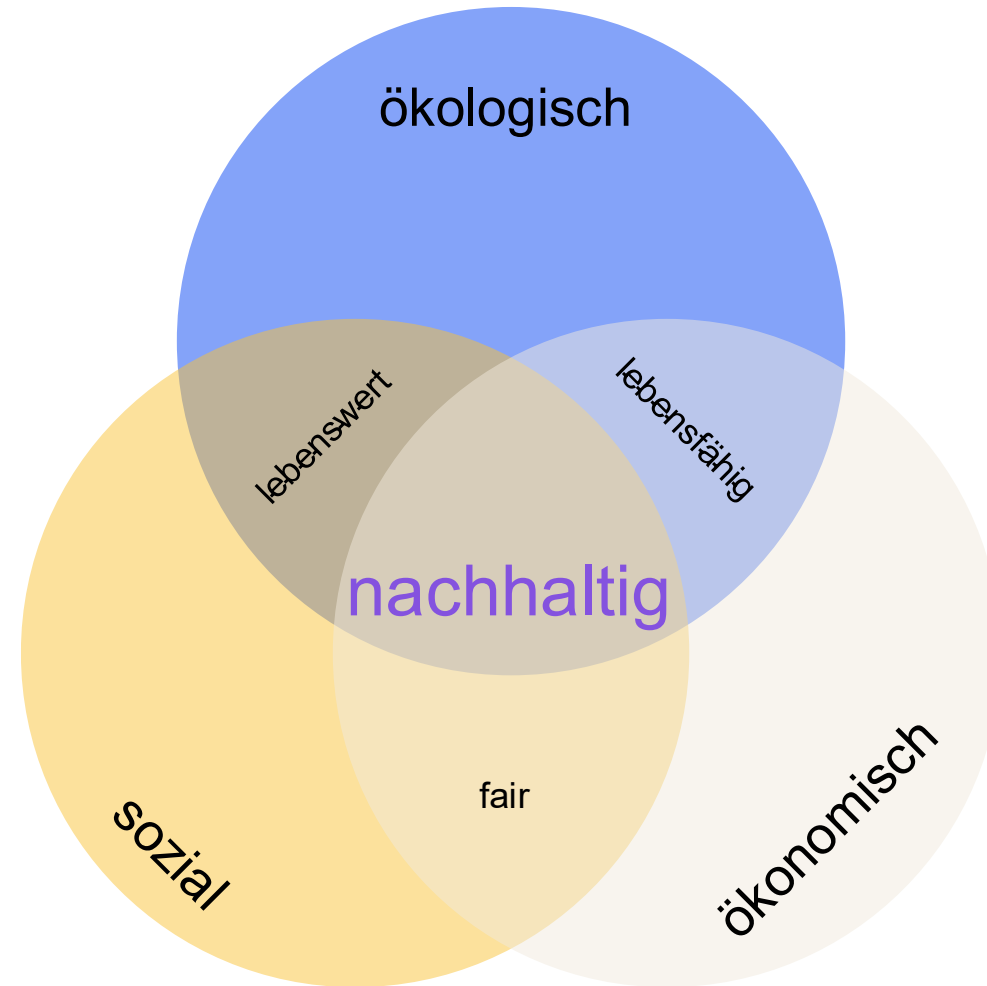 ökologisch
lebenswert
lebensfähig
nachhaltig
fair
sozial
ökonomisch